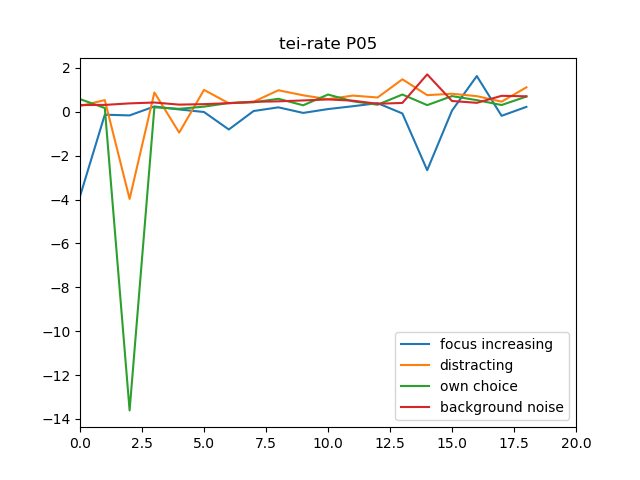 tei-rate P05
2
0
−2
−4
−6
−8
−10
−12
−14
focus increasing
distracting
own choice
background noise
0.0 2.5 5.0 7.5 10.0 12.5 15.0 17.5 20.0